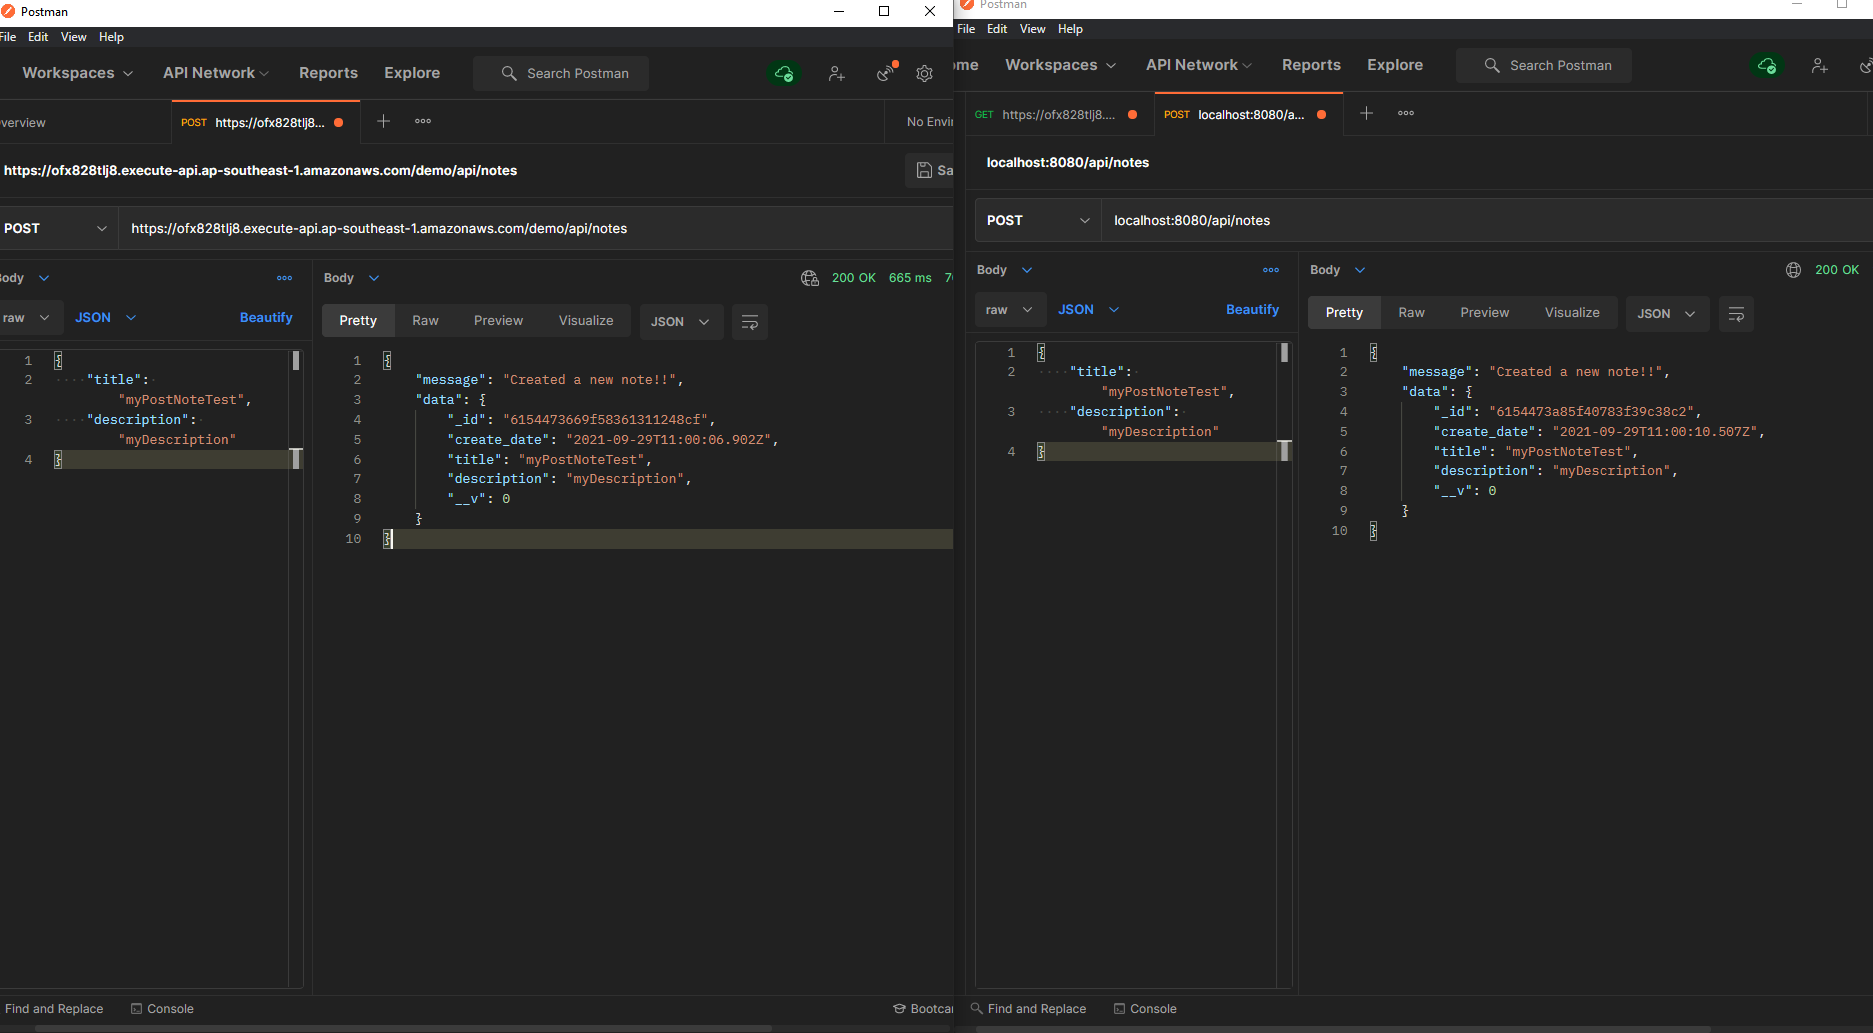 Postman
File Edit View Help
Workspaces API Network Reports Explore Search Postman
verview POST https://ofx828tlj8... No Envi
https://ofx828tlj8.execute-api.ap-southeast-1.amazonaws.com/demo/api/notes Sa
POST https://ofx828tlj8.execute-api.ap-southeast-1.amazonaws.com/demo/api/notes
Body Body 200 OK 665 ms
raw JSON Beautify Pretty Raw Preview Visualize JSON
1 {
2 "title":
"myPostNoteTest",
3 "description":
"myDescription"
4 }
1 {
2 "message": "Created a new note!!",
3 "data": {
4 "_id": "6154473669f58361311248cf",
5 "create_date": "2021-09-29T11:00:06.902Z",
6 "title": "myPostNoteTest",
7 "description": "myDescription",
8 "__v": 0
9 }
10 }
Find and Replace Console Bootca
Postman
File Edit View Help
ome Workspaces API Network Reports Explore Search Postman
GET https://ofx828tlj8.... POST localhost:8080/a...
localhost:8080/api/notes
POST localhost:8080/api/notes
Body Body 200 OK
raw JSON Beautify Pretty Raw Preview Visualize JSON
1 {
2 "title":
"myPostNoteTest",
3 "description":
"myDescription"
4 }
1 {
2 "message": "Created a new note!!",
3 "data": {
4 "_id": "6154473a85f40783f39c38c2",
5 "create_date": "2021-09-29T11:00:10.507Z",
6 "title": "myPostNoteTest",
7 "description": "myDescription",
8 "__v": 0
9 }
10 }
Find and Replace Console